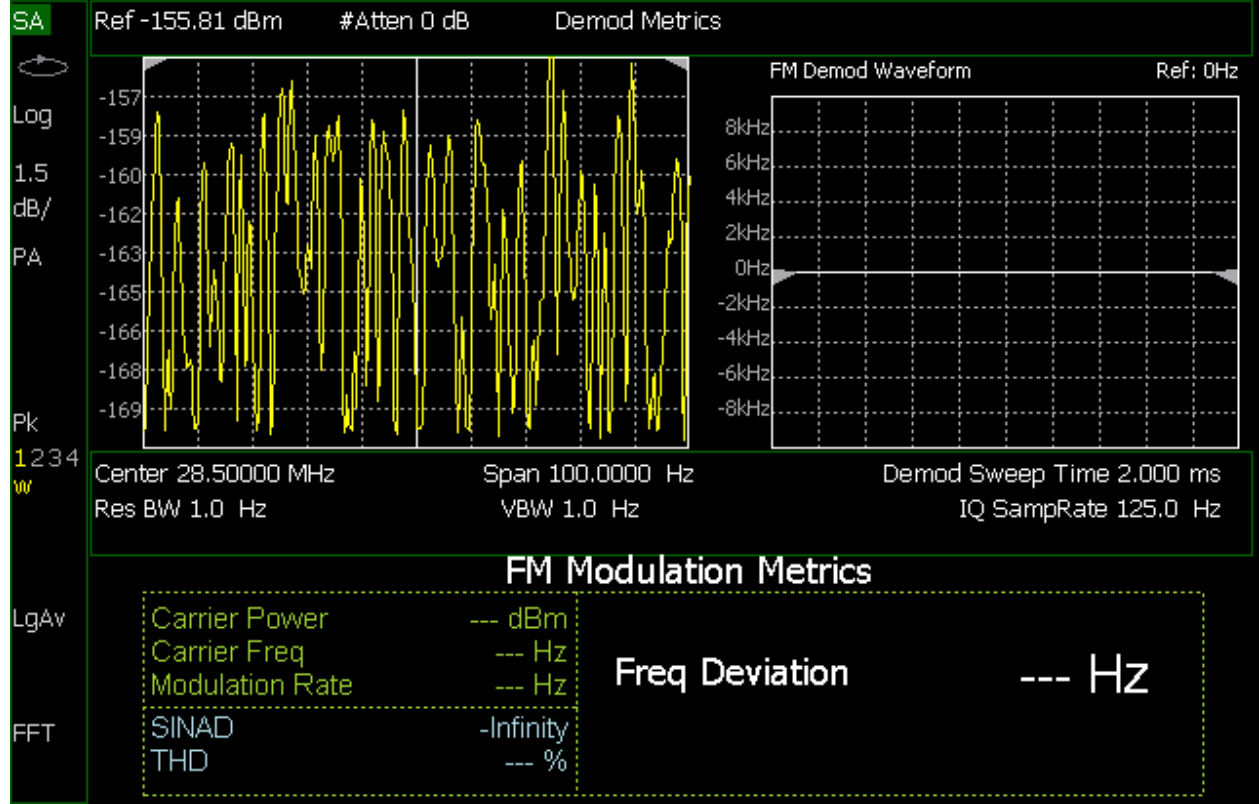 SA
Ref -155.81 dBm #Atten 0 dB Demod Metrics
Log
1.5
dB/
PA
Pk
1234
W
LgAv
FFT
-157
-159
-160
-162
-163
-165
-166
-168
-169
FM Demod Waveform Ref: 0Hz
8kHz
6kHz
4kHz
2kHz
0Hz
-2kHz
-4kHz
-6kHz
-8kHz
Center 28.50000 MHz Span 100.0000 Hz Demod Sweep Time 2.000 ms
Res BW 1.0 Hz VBW 1.0 Hz IQ SampRate 125.0 Hz
FM Modulation Metrics
Carrier Power --- dBm
Carrier Freq --- Hz
Modulation Rate --- Hz
SINAD -Infinity
THD --- %
Freq Deviation --- Hz